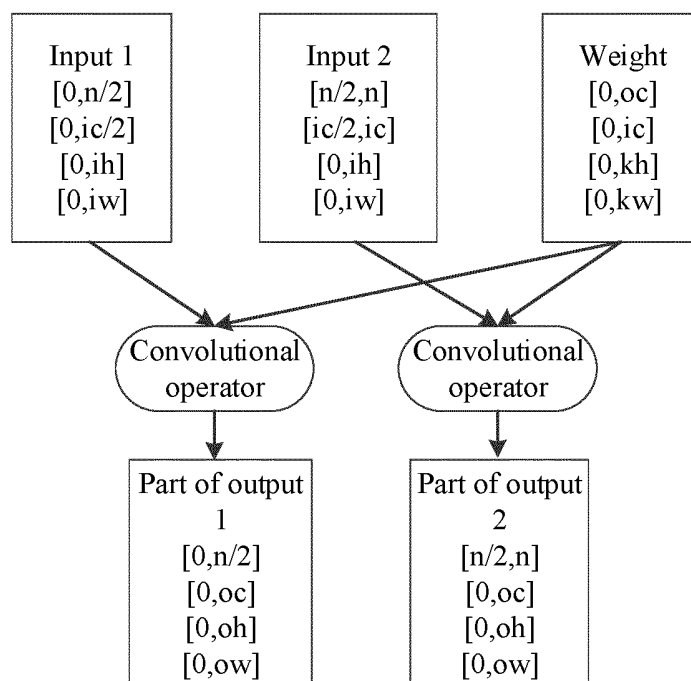 Input 1
[0,n/2]
[0,ic/2]
[0,ih]
[0,iw]
Input 2
[n/2,n]
[ic/2,ic]
[0,ih]
[0,iw]
Weight
[0,oc]
[0,ic]
[0,kh]
[0,kw]
Convolutional
operator
Convolutional
operator
Part of output
1
[0,n/2]
[0,oc]
[0,oh]
[0,ow]
Part of output
2
[n/2,n]
[0,oc]
[0,oh]
[0,ow]